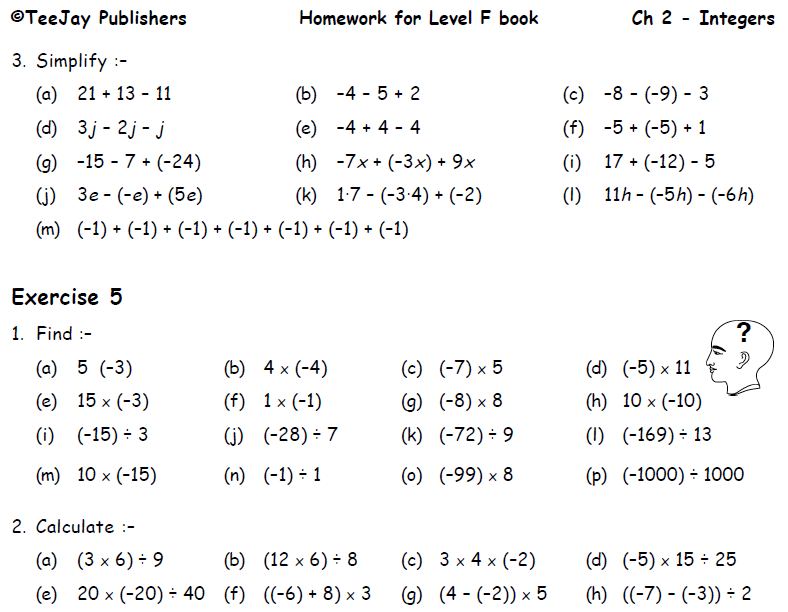 ©TeeJay Publishers Homework for Level F book Ch 2 - Integers
3. Simplify :-
(a) 21 + 13 - 11 (b) -4 - 5 + 2 (c) -8 - (-9) - 3
(d) 3j - 2j - j (e) -4 + 4 - 4 (f) -5 + (-5) + 1
(g) -15 - 7 + (-24) (h) -7x + (-3x) + 9x (i) 17 + (-12) - 5
(j) 3e - (-e) + (5e) (k) 1·7 - (-3·4) + (-2) (l) 11h - (-5h) - (-6h)
(m) (-1) + (-1) + (-1) + (-1) + (-1) + (-1) + (-1)
Exercise 5
1. Find :-
?
(a) 5 (-3) (b) 4 × (-4) (c) (-7) × 5 (d) (-5) × 11
(e) 15 × (-3) (f) 1 × (-1) (g) (-8) × 8 (h) 10 × (-10)
(i) (-15) ÷ 3 (j) (-28) ÷ 7 (k) (-72) ÷ 9 (l) (-169) ÷ 13
(m) 10 × (-15) (n) (-1) ÷ 1 (o) (-99) × 8 (p) (-1000) ÷ 1000
2. Calculate :-
(a) (3 × 6) ÷ 9 (b) (12 × 6) ÷ 8 (c) 3 × 4 × (-2) (d) (-5) × 15 ÷ 25
(e) 20 × (-20) ÷ 40 (f) ((-6) + 8) × 3 (g) (4 - (-2)) × 5 (h) ((-7) - (-3)) ÷ 2